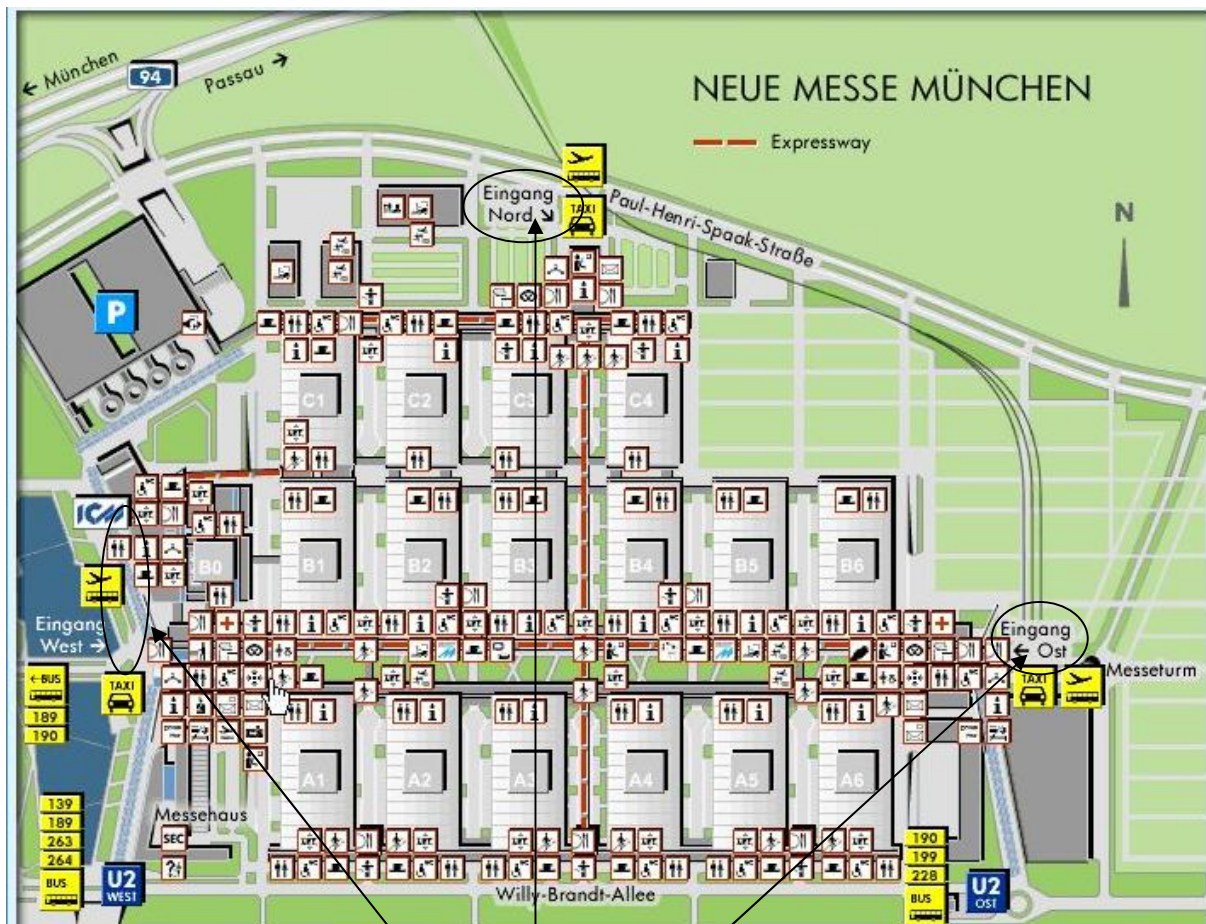 ← München
94
Passau →
NEUE MESSE MÜNCHEN
Expressway
Eingang
Nord ↘
TAXI
Paul-Henri-Spaak-Straße
N
P
C1
C2
C3
C4
ICM
B0
B1
B2
B3
B4
B5
B6
Eingang
West →
Eingang
← Ost
TAXI
Messeturm
←BUS
189
190
TAXI
A1
A2
A3
A4
A5
A6
Messehaus
SEC
139
189
263
264
BUS
U2
WEST
Willy-Brandt-Allee
190
199
228
BUS
U2
OST